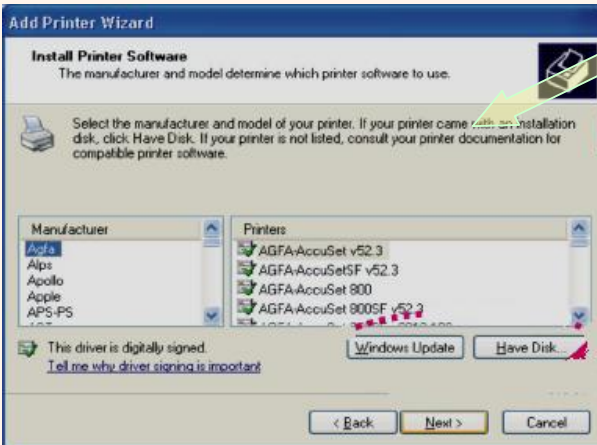 Add Printer Wizard
Install Printer Software
The manufacturer and model determine which printer software to use.
Select the manufacturer and model of your printer. If your printer came with an installation
disk, click Have Disk. If your printer is not listed, consult your printer documentation for
compatible printer software.
Manufacturer
Agfa
Alps
Apollo
Apple
APS-PS
Printers
AGFA-AccuSet v52.3
AGFA-AccuSetSF v52.3
AGFA-AccuSet 800
AGFA-AccuSet 800SF v52.3
This driver is digitally signed.
Tell me why driver signing is important
Windows Update
Have Disk...
< Back
Next >
Cancel